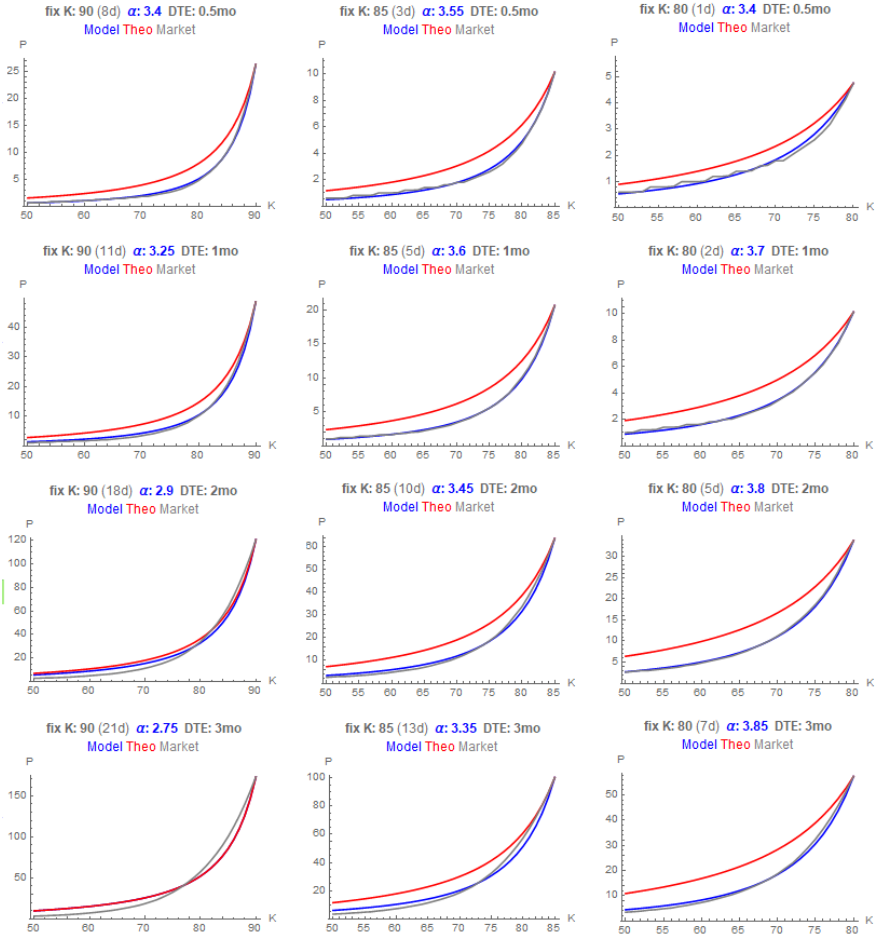 fix K: 90 (8d) α: 3.4 DTE: 0.5mo
Model Theo Market
P
25
20
15
10
5
50 60 70 80 90 K
fix K: 85 (3d) α: 3.55 DTE: 0.5mo
Model Theo Market
P
10
8
6
4
2
50 55 60 65 70 75 80 85 K
fix K: 80 (1d) α: 3.4 DTE: 0.5mo
Model Theo Market
P
5
4
3
2
1
50 55 60 65 70 75 80 K
fix K: 90 (11d) α: 3.25 DTE: 1mo
Model Theo Market
P
40
30
20
10
50 60 70 80 90 K
fix K: 85 (5d) α: 3.6 DTE: 1mo
Model Theo Market
P
20
15
10
5
50 55 60 65 70 75 80 85 K
fix K: 80 (2d) α: 3.7 DTE: 1mo
Model Theo Market
P
10
8
6
4
2
50 55 60 65 70 75 80 K
fix K: 90 (18d) α: 2.9 DTE: 2mo
Model Theo Market
P
120
100
80
60
40
20
50 60 70 80 90 K
fix K: 85 (10d) α: 3.45 DTE: 2mo
Model Theo Market
P
60
50
40
30
20
10
50 55 60 65 70 75 80 85 K
fix K: 80 (5d) α: 3.8 DTE: 2mo
Model Theo Market
P
30
25
20
15
10
5
50 55 60 65 70 75 80 K
fix K: 90 (21d) α: 2.75 DTE: 3mo
Model Theo Market
P
150
100
50
50 60 70 80 90 K
fix K: 85 (13d) α: 3.35 DTE: 3mo
Model Theo Market
P
100
80
60
40
20
50 55 60 65 70 75 80 85 K
fix K: 80 (7d) α: 3.85 DTE: 3mo
Model Theo Market
P
50
40
30
20
10
50 55 60 65 70 75 80 K